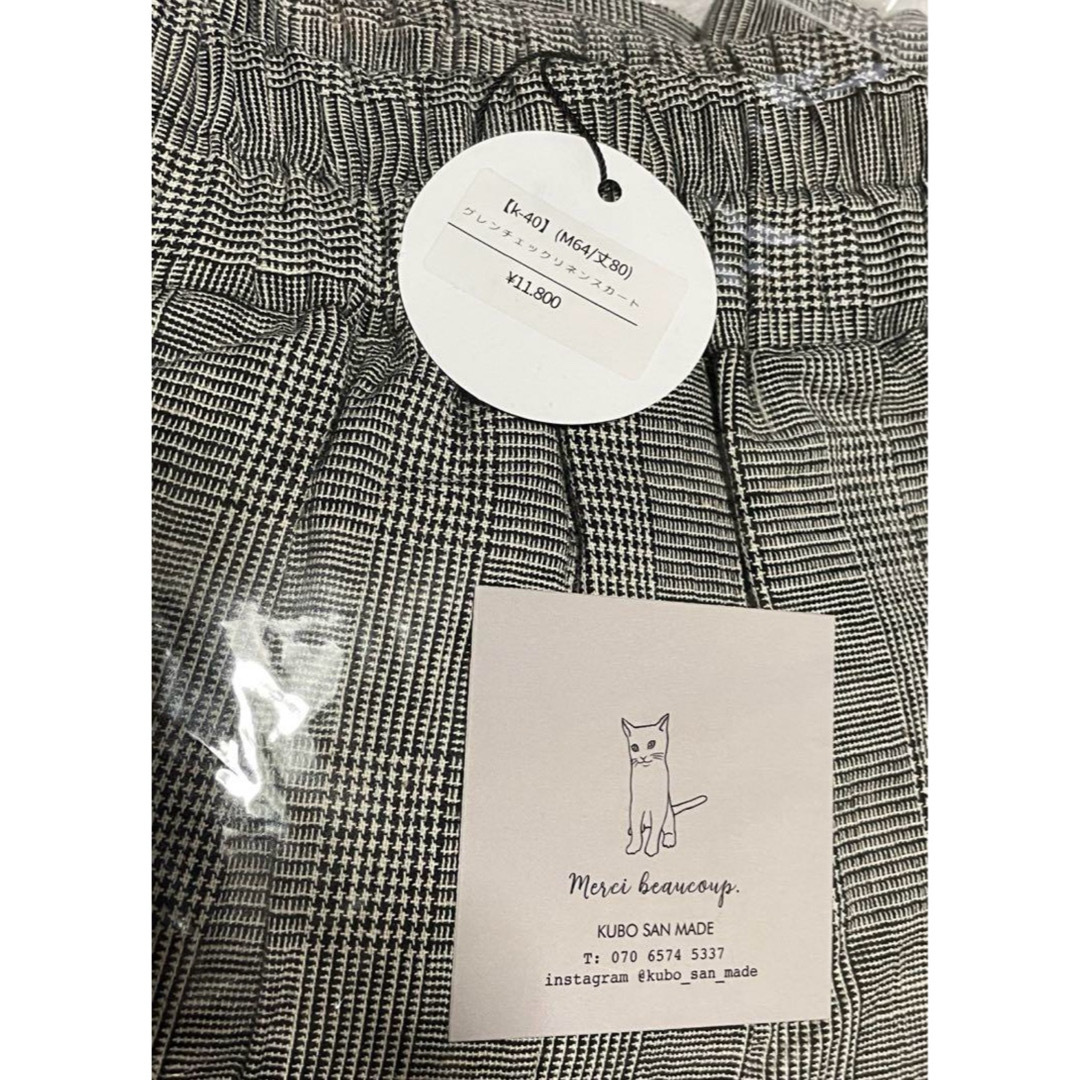 【k-40】(M64/丈80)
グレンチェックリネンスカート
¥11.800
Merci beaucoup.
KUBO SAN MADE
T: 070 6574 5337
instagram @kubo_san_made